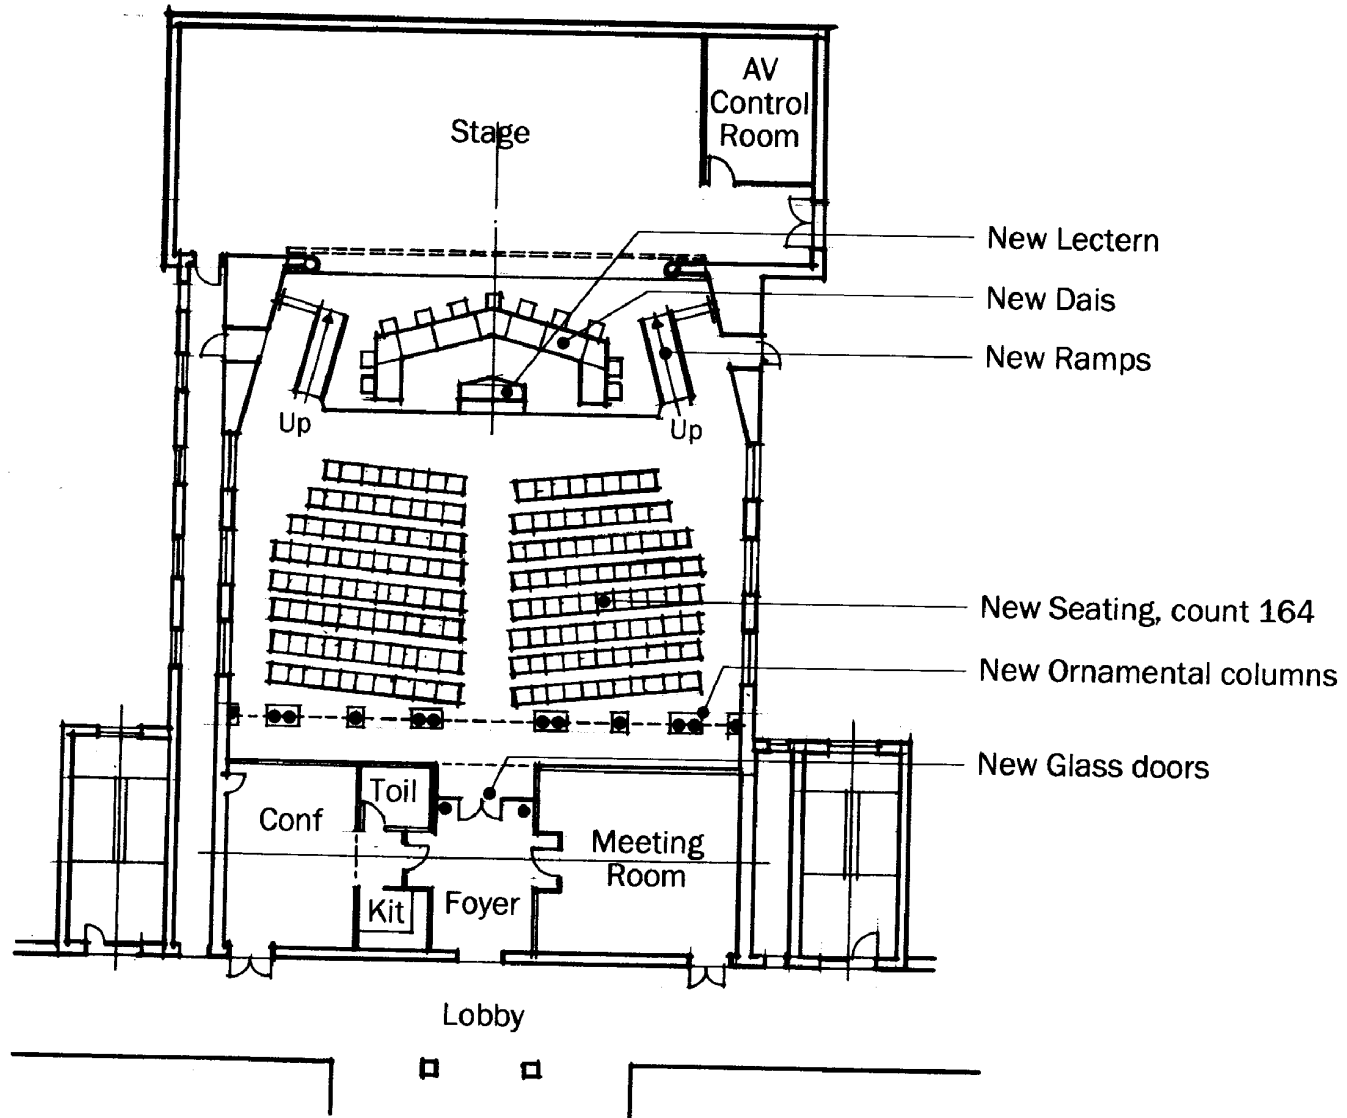 Stage
AV
Control
Room
New Lectern
New Dais
New Ramps
Up
Up
New Seating, count 164
New Ornamental columns
New Glass doors
Toil
Conf
Meeting
Room
Kit
Foyer
Lobby